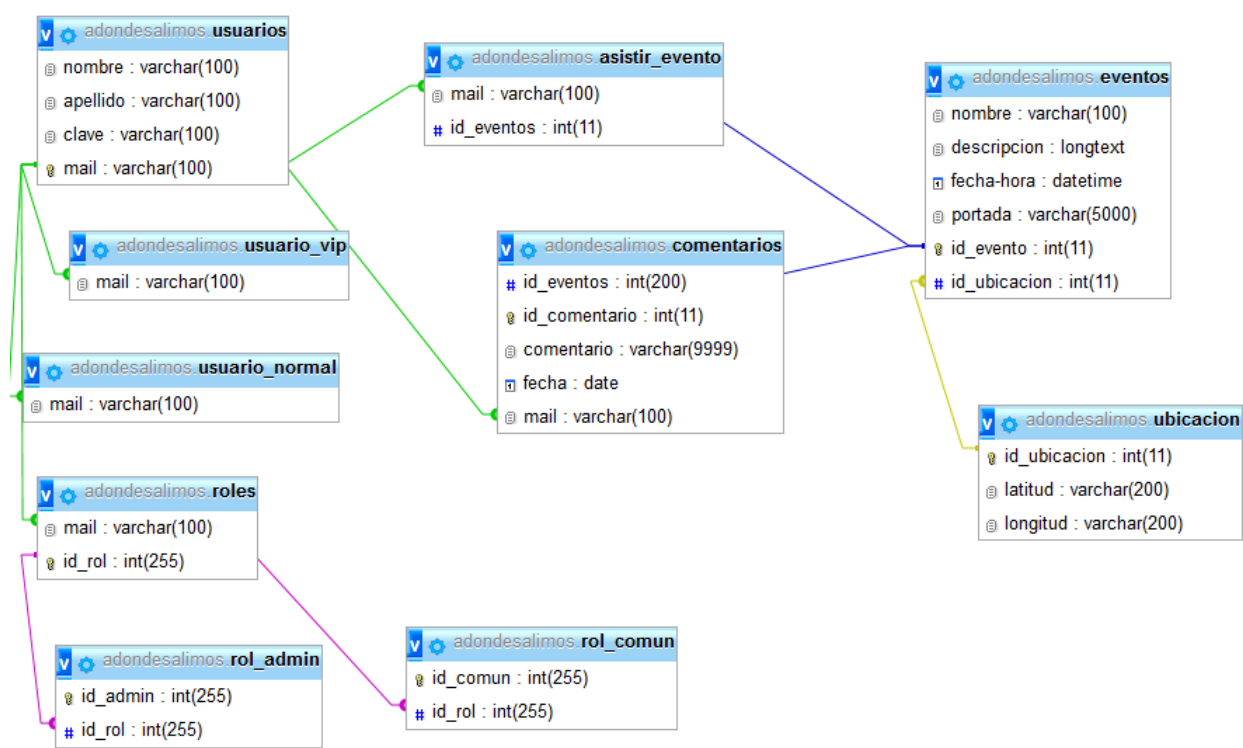 adondesalimos.usuarios
nombre : varchar(100)
apellido : varchar(100)
clave : varchar(100)
mail : varchar(100)
adondesalimos.asistir_evento
mail : varchar(100)
# id_eventos : int(11)
adondesalimos.eventos
nombre : varchar(100)
descripcion : longtext
fecha-hora : datetime
portada : varchar(5000)
id_evento : int(11)
# id_ubicacion : int(11)
adondesalimos.usuario_vip
mail : varchar(100)
adondesalimos.comentarios
# id_eventos : int(200)
id_comentario : int(11)
comentario : varchar(9999)
fecha : date
mail : varchar(100)
adondesalimos.usuario_normal
mail : varchar(100)
adondesalimos.ubicacion
id_ubicacion : int(11)
latitud : varchar(200)
longitud : varchar(200)
adondesalimos.roles
mail : varchar(100)
id_rol : int(255)
adondesalimos.rol_admin
id_admin : int(255)
# id_rol : int(255)
adondesalimos.rol_comun
id_comun : int(255)
# id_rol : int(255)